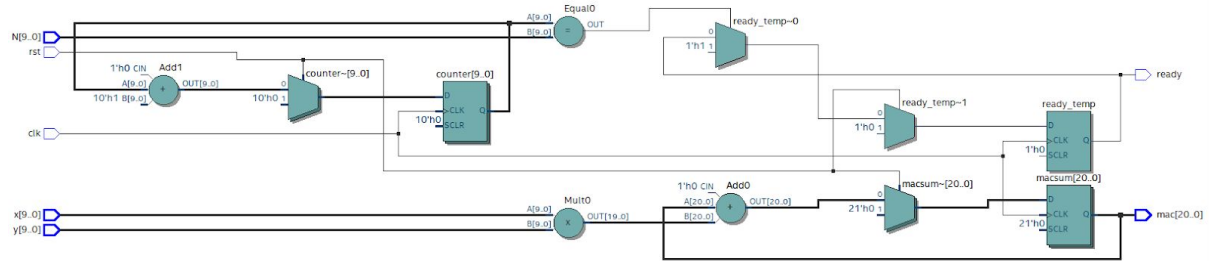 Equal0
A[9..0]
OUT
ready_temp~0
N[9..0]
B[9..0]
=
0
1'h1 1
rst
1'h0 CIN
Add1
counter~[9..0]
counter[9..0]
ready
A[9..0]
OUT[9..0]
+
0
D
ready_temp~1
ready_temp
10'h1 B[9..0]
10'h0 1
CLK
Q
0
D
10'h0
SCLR
1'h0 1
CLK
Q
clk
1'h0
SCLR
macsum[20..0]
1'h0 CIN
Add0
macsum~[20..0]
Mult0
A[20..0]
OUT[20..0]
0
D
x[9..0]
A[9..0]
OUT[19..0]
B[20..0]
+
21'h0 1
CLK
Q
mac[20..0]
y[9..0]
B[9..0]
x
21'h0
SCLR